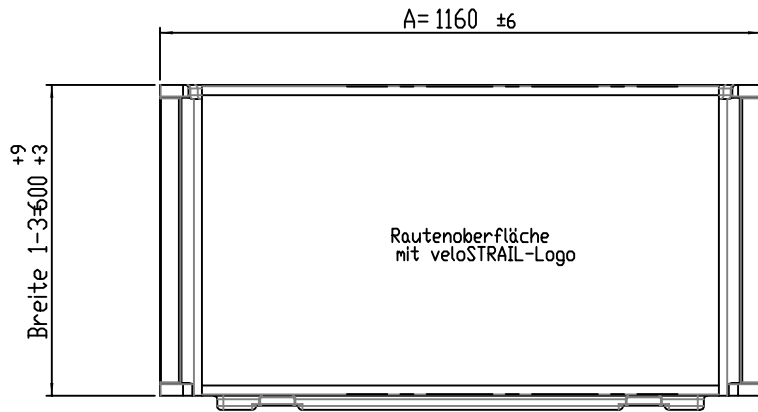 A= 1160 ±6
Breite 1-3=600 +9 +3
Rautenoberfläche
mit veloSTRAIL-Logo